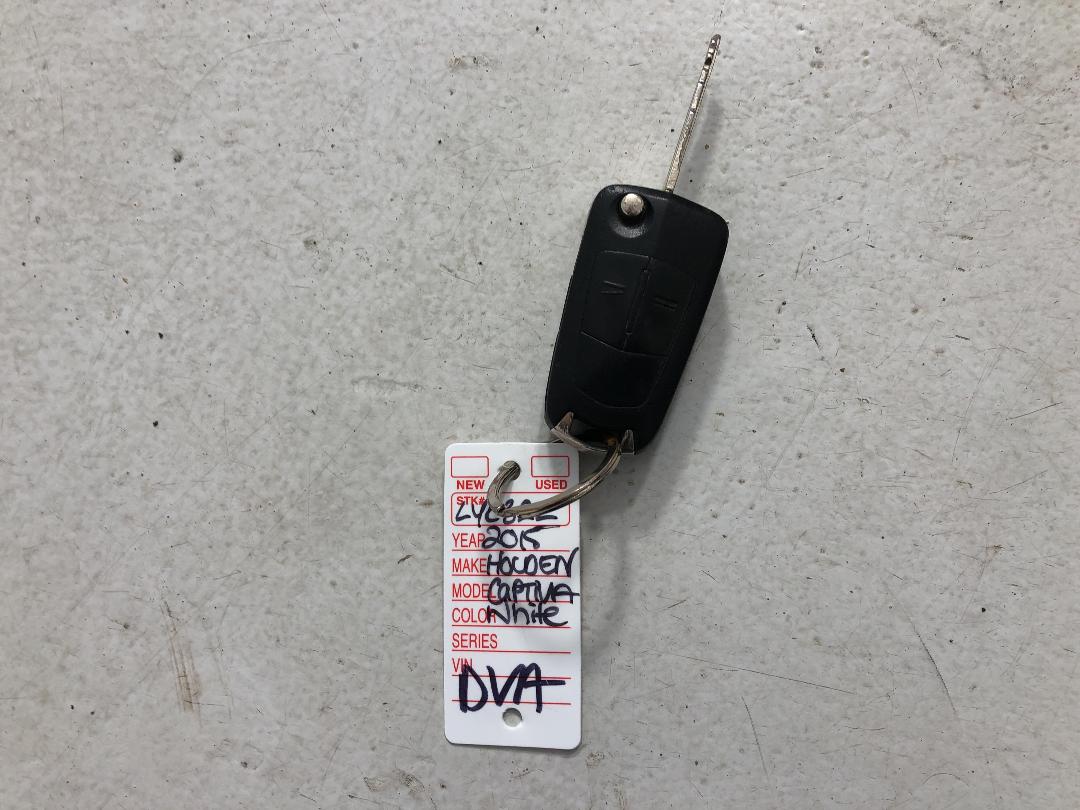 NEW USED
STK#
YEAR 2015
MAKE HOLDEN
MODEL CAPTIVA
COLOR White
SERIES
VIN
DVA